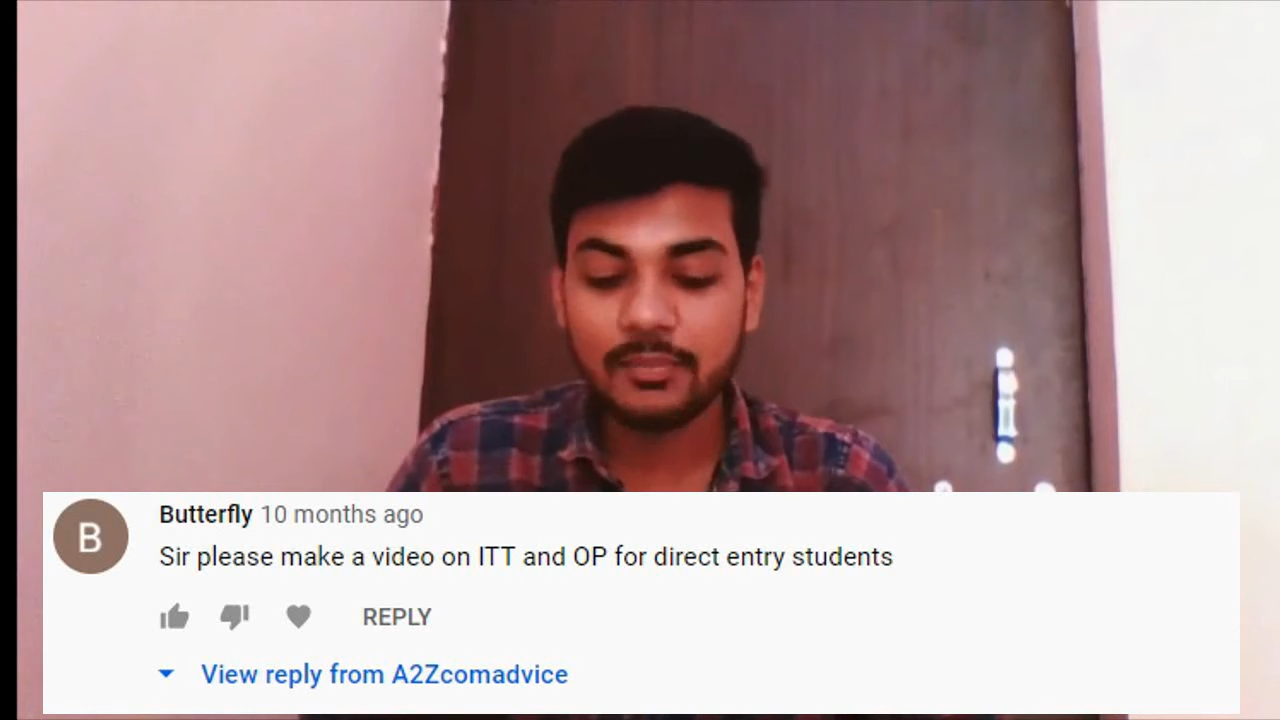 B
Butterfly 10 months ago
Sir please make a video on ITT and OP for direct entry students
REPLY
View reply from A2Zcomadvice